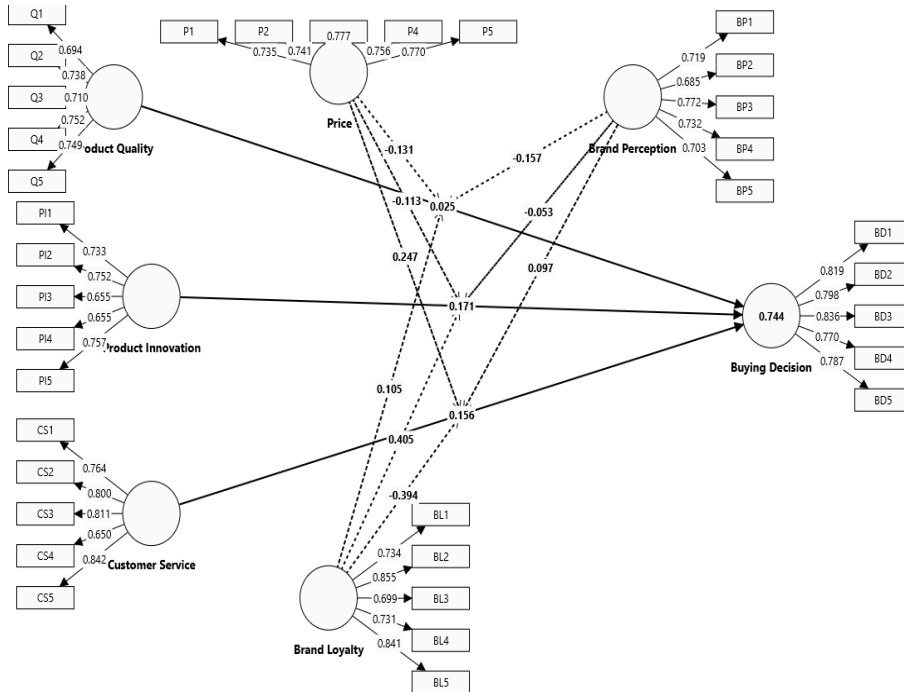 Q1
Q2
Q3
Q4
Q5
0.694
0.738
0.710
0.752
0.749
oduct Quality
P1
P2
P4
P5
0.735
0.741
0.777
0.756
0.770
Price
BP1
BP2
BP3
BP4
BP5
0.719
0.685
0.772
0.732
0.703
Brand Perception
-0.131
-0.157
-0.113
0.025
-0.053
0.247
0.097
PI1
PI2
PI3
PI4
PI5
0.733
0.752
0.655
0.655
0.757
roduct Innovation
0.171
BD1
BD2
BD3
BD4
BD5
0.819
0.798
0.836
0.770
0.787
0.744
Buying Decision
0.105
0.156
0.405
-0.394
CS1
CS2
CS3
CS4
CS5
0.764
0.800
0.811
0.650
0.842
Customer Service
BL1
BL2
BL3
BL4
BL5
0.734
0.855
0.699
0.731
0.841
Brand Loyalty